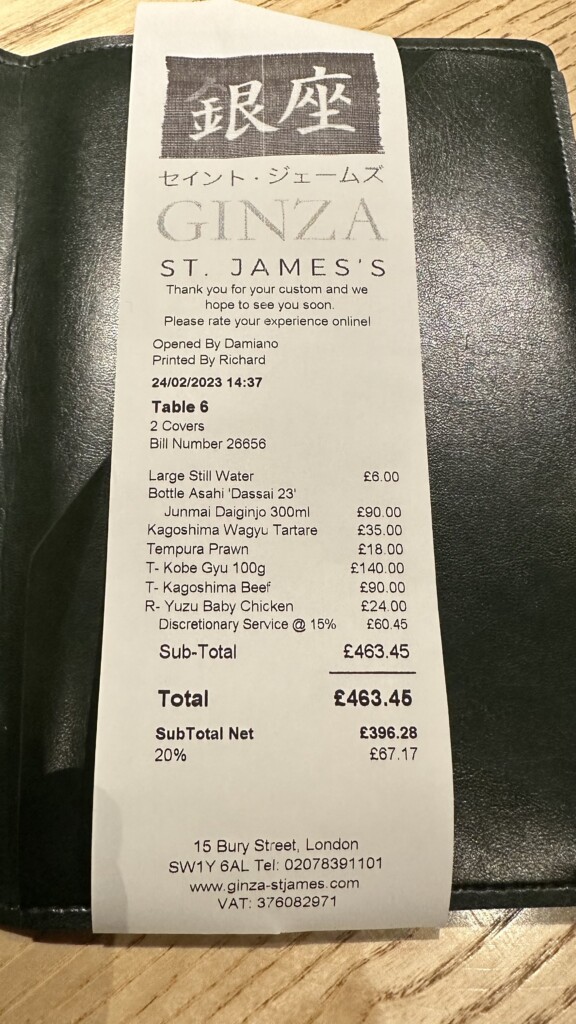 銀座
セイント・ジェームズ
GINZA
ST. JAMES'S
Thank you for your custom and we
hope to see you soon.
Please rate your experience online!
Opened By Damiano
Printed By Richard
24/02/2023 14:37
Table 6
2 Covers
Bill Number 26656
Large Still Water £6.00
Bottle Asahi 'Dassai 23'
Junmai Daiginjo 300ml £90.00
Kagoshima Wagyu Tartare £35.00
Tempura Prawn £18.00
T- Kobe Gyu 100g £140.00
T- Kagoshima Beef £90.00
R- Yuzu Baby Chicken £24.00
Discretionary Service @ 15% £60.45
Sub-Total £463.45
Total £463.45
SubTotal Net £396.28
20% £67.17
15 Bury Street, London
SW1Y 6AL Tel: 02078391101
www.ginza-stjames.com
VAT: 376082971